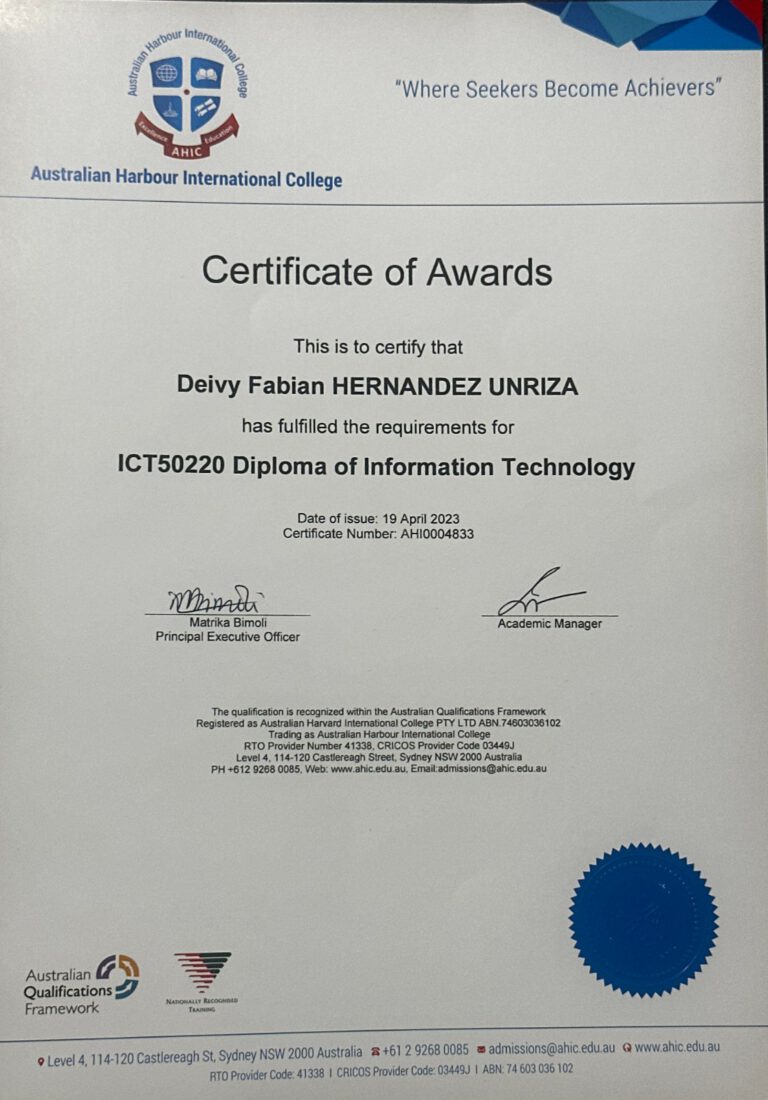 Australian Harbour International College
Excellence Education
AHIC
Australian Harbour International College
"Where Seekers Become Achievers"
Certificate of Awards
This is to certify that
Deivy Fabian HERNANDEZ UNRIZA
has fulfilled the requirements for
ICT50220 Diploma of Information Technology
Date of issue: 19 April 2023
Certificate Number: AHI0004833
Matrika Bimoli
Principal Executive Officer
Academic Manager
The qualification is recognized within the Australian Qualifications Framework
Registered as Australian Harvard International College PTY LTD ABN.74603036102
Trading as Australian Harbour International College
RTO Provider Number 41338, CRICOS Provider Code 03449J
Level 4, 114-120 Castlereagh Street, Sydney NSW 2000 Australia
PH +612 9268 0085, Web: www.ahic.edu.au, Email:admissions@ahic.edu.au
Australian
Qualifications
Framework
Nationally Recognised
Training
Level 4, 114-120 Castlereagh St, Sydney NSW 2000 Australia +61 2 9268 0085 admissions@ahic.edu.au www.ahic.edu.au
RTO Provider Code: 41338 | CRICOS Provider Code: 03449J | ABN: 74 603 036 102